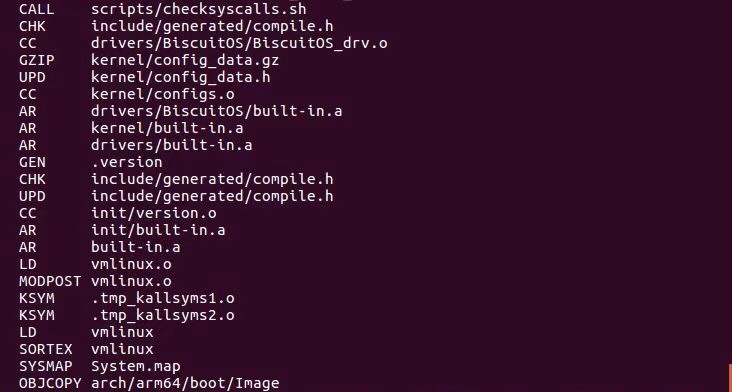 CALL scripts/checksyscalls.sh
CHK include/generated/compile.h
CC drivers/BiscuitOS/BiscuitOS_drv.o
GZIP kernel/config_data.gz
UPD kernel/config_data.h
CC kernel/configs.o
AR drivers/BiscuitOS/built-in.a
AR kernel/built-in.a
AR drivers/built-in.a
GEN .version
CHK include/generated/compile.h
UPD include/generated/compile.h
CC init/version.o
AR init/built-in.a
AR built-in.a
LD vmlinux.o
MODPOST vmlinux.o
KSYM .tmp_kallsyms1.o
KSYM .tmp_kallsyms2.o
LD vmlinux
SORTEX vmlinux
SYSMAP System.map
OBJCOPY arch/arm64/boot/Image